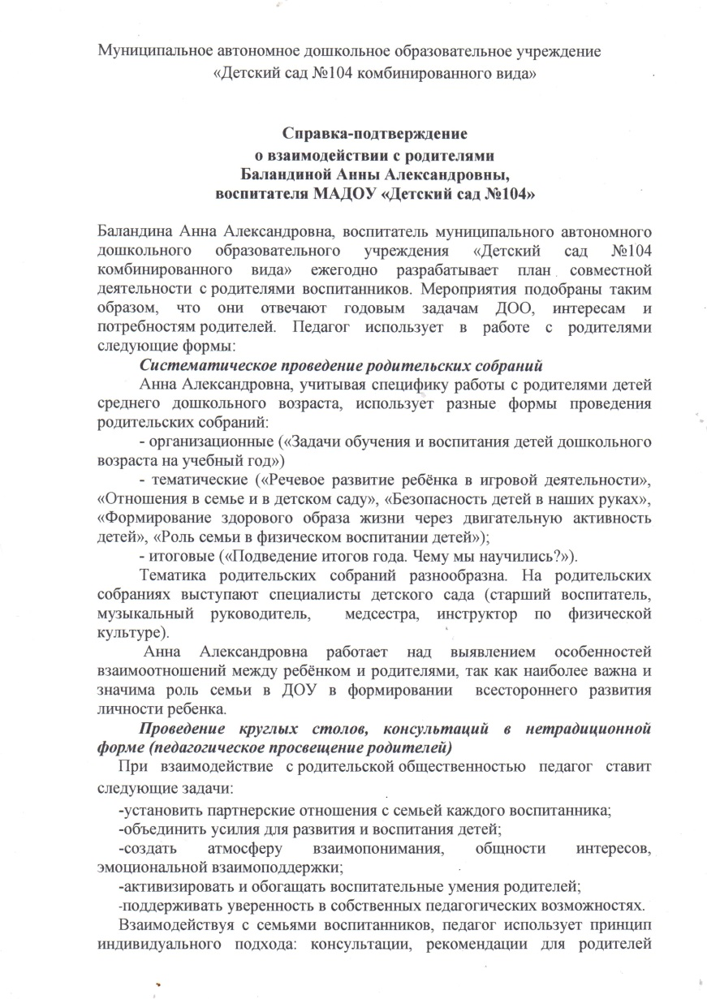 Муниципальное автономное дошкольное образовательное учреждение
«Детский сад №104 комбинированного вида»
Справка-подтверждение
о взаимодействии с родителями
Баландиной Анны Александровны,
воспитателя МАДОУ «Детский сад №104»
Баландина Анна Александровна, воспитатель муниципального автономного
дошкольного образовательного учреждения «Детский сад №104
комбинированного вида» ежегодно разрабатывает план совместной
деятельности с родителями воспитанников. Мероприятия подобраны таким
образом, что они отвечают годовым задачам ДОО, интересам и
потребностям родителей. Педагог использует в работе с родителями
следующие формы:
Систематическое проведение родительских собраний
Анна Александровна, учитывая специфику работы с родителями детей
среднего дошкольного возраста, использует разные формы проведения
родительских собраний:
- организационные («Задачи обучения и воспитания детей дошкольного
возраста на учебный год»)
- тематические («Речевое развитие ребёнка в игровой деятельности»,
«Отношения в семье и в детском саду», «Безопасность детей в наших руках»,
«Формирование здорового образа жизни через двигательную активность
детей», «Роль семьи в физическом воспитании детей»);
- итоговые («Подведение итогов года. Чему мы научились?»).
Тематика родительских собраний разнообразна. На родительских
собраниях выступают специалисты детского сада (старший воспитатель,
музыкальный руководитель, медсестра, инструктор по физической
культуре).
Анна Александровна работает над выявлением особенностей
взаимоотношений между ребёнком и родителями, так как наиболее важна и
значима роль семьи в ДОУ в формировании всестороннего развития
личности ребенка.
Проведение круглых столов, консультаций в нетрадиционной
форме (педагогическое просвещение родителей)
При взаимодействие с родительской общественностью педагог ставит
следующие задачи:
-установить партнерские отношения с семьей каждого воспитанника;
-объединить усилия для развития и воспитания детей;
-создать атмосферу взаимопонимания, общности интересов,
эмоциональной взаимоподдержки;
-активизировать и обогащать воспитательные умения родителей;
-поддерживать уверенность в собственных педагогических возможностях.
Взаимодействуя с семьями воспитанников, педагог использует принцип
индивидуального подхода: консультации, рекомендации для родителей